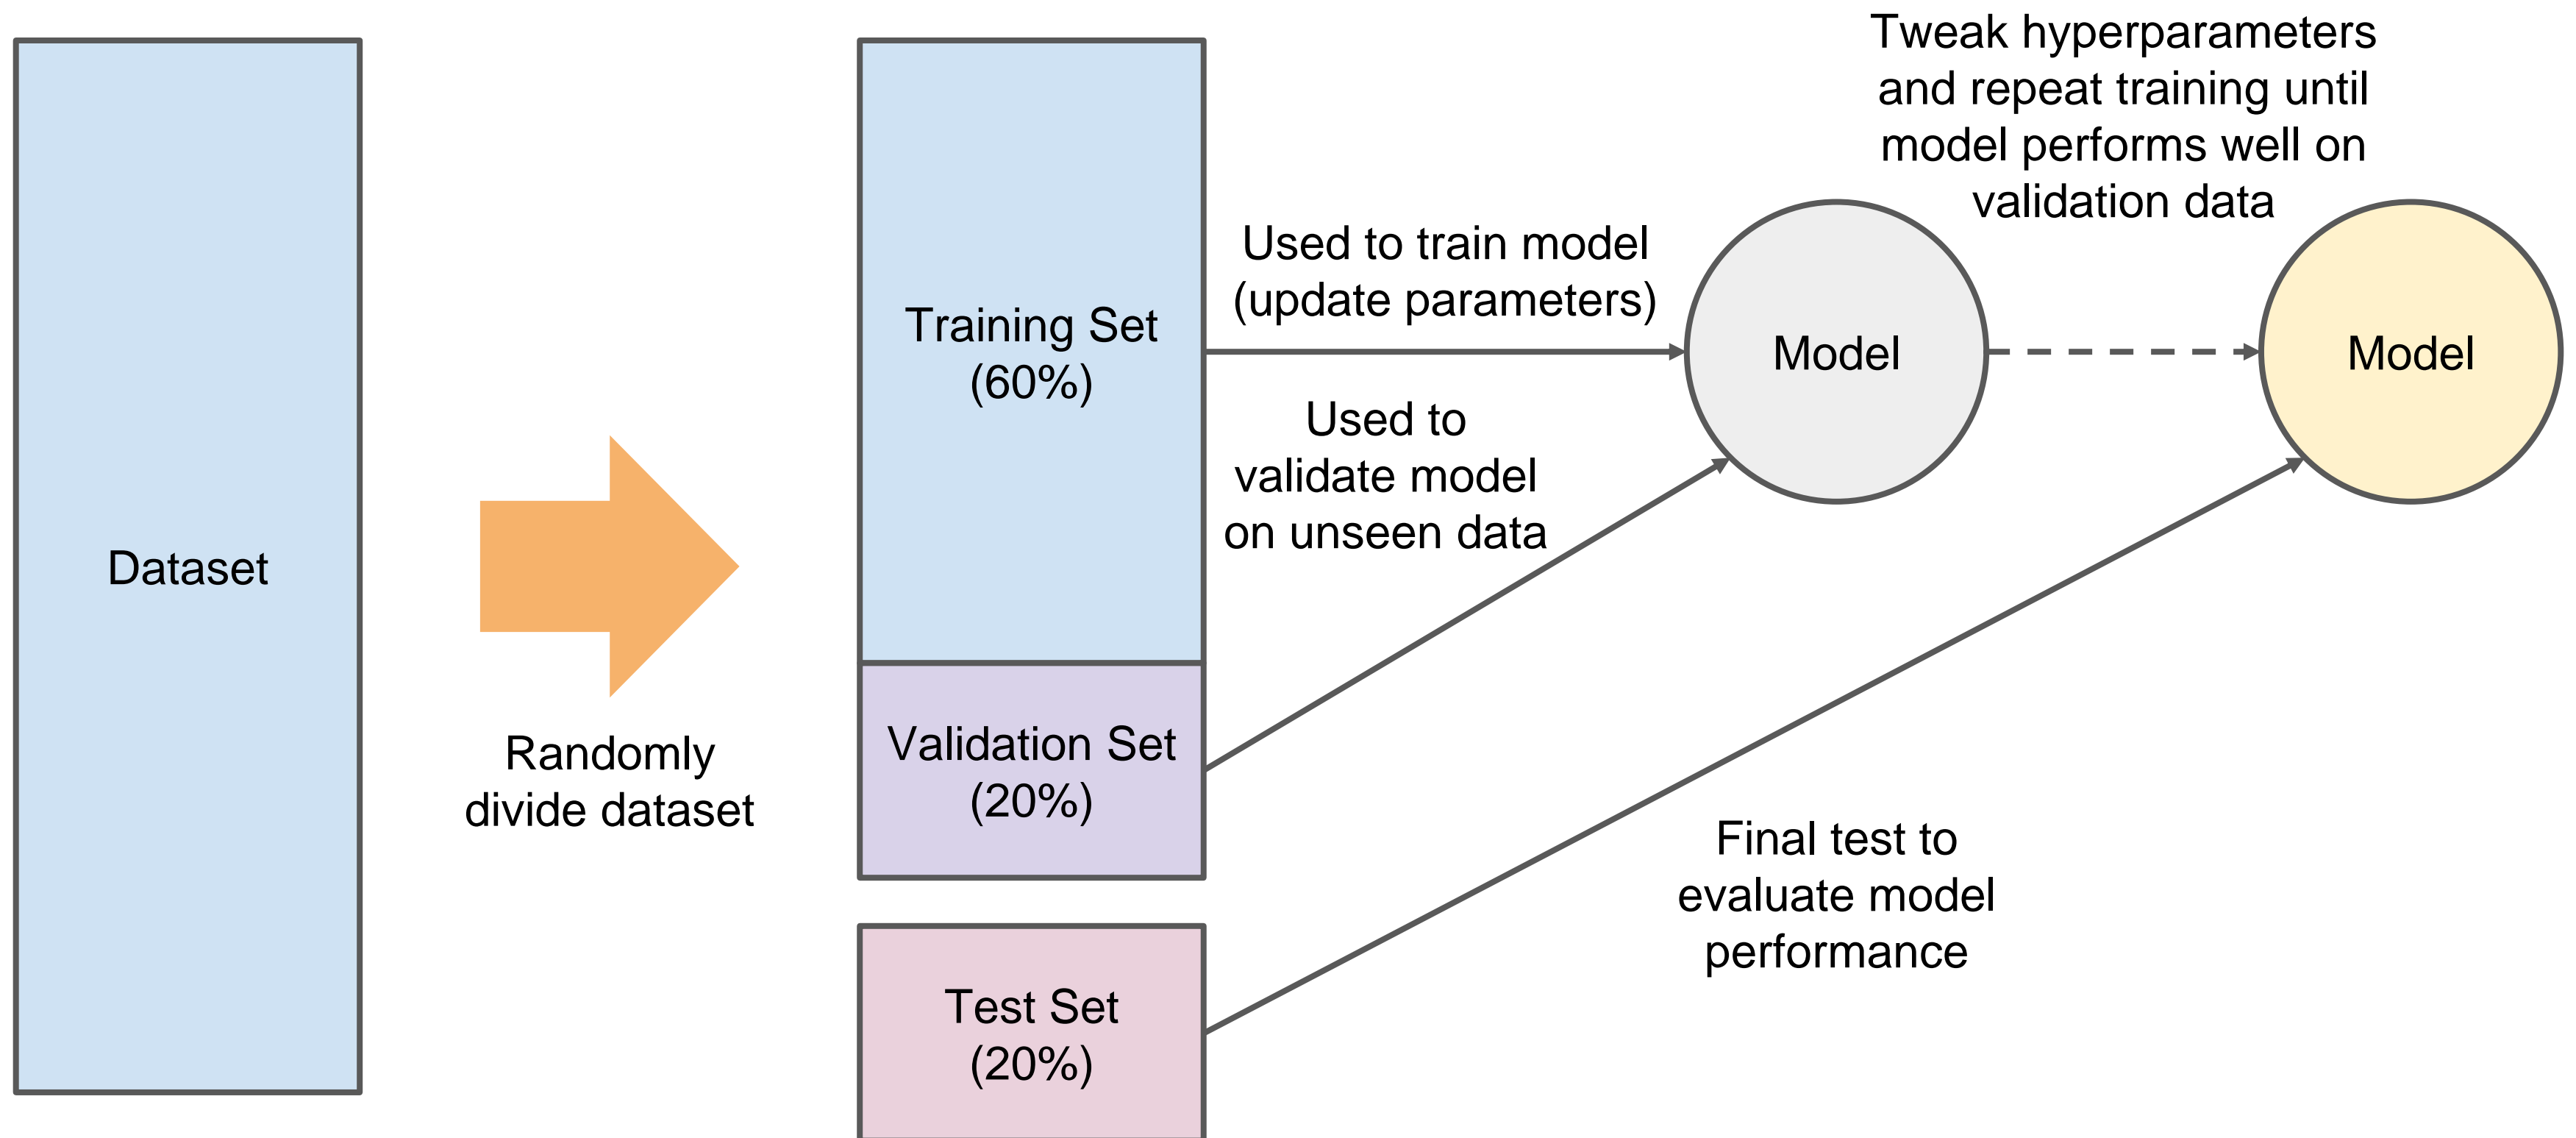 Dataset
Randomly
divide dataset
Training Set
(60%)
Validation Set
(20%)
Test Set
(20%)
Used to train model
(update parameters)
Used to
validate model
on unseen data
Model
Tweak hyperparameters
and repeat training until
model performs well on
validation data
Model
Final test to
evaluate model
performance